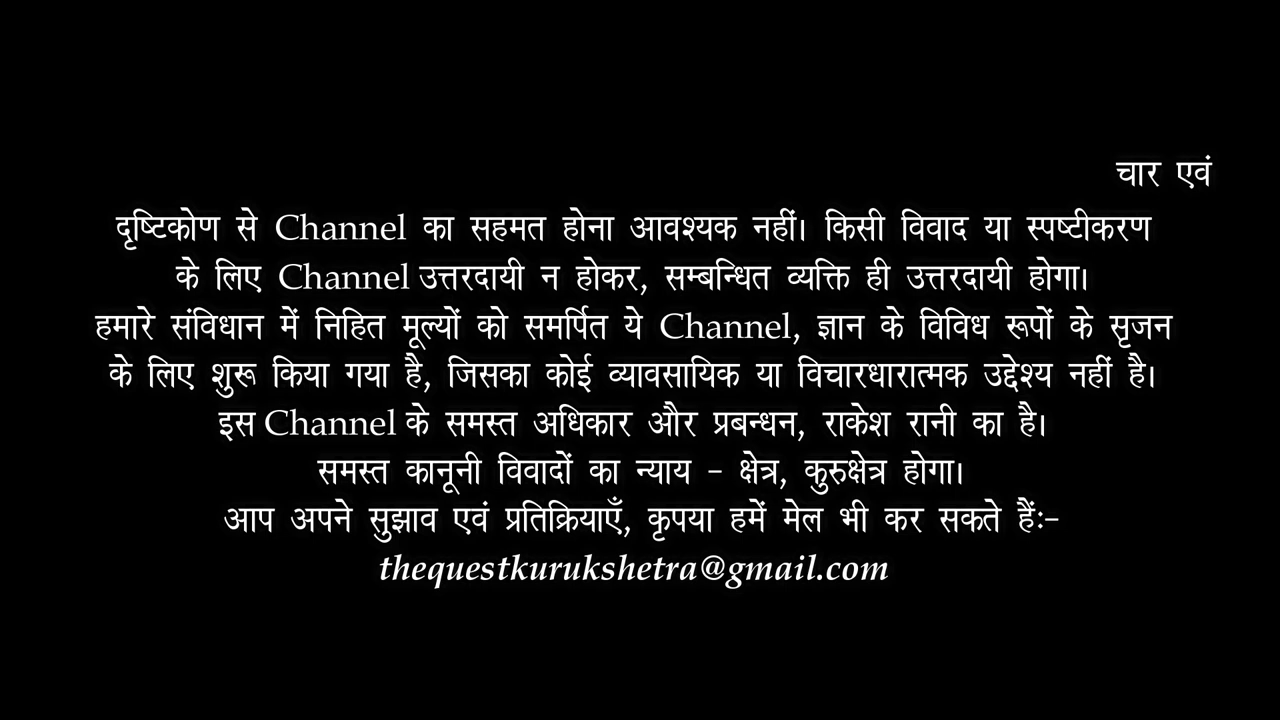 चार एवं
दृष्टिकोण से Channel का सहमत होना आवश्यक नहीं। किसी विवाद या स्पष्टीकरण
के लिए Channel उत्तरदायी न होकर, सम्बन्धित व्यक्ति ही उत्तरदायी होगा।
हमारे संविधान में निहित मूल्यों को समर्पित ये Channel, ज्ञान के विविध रूपों के सृजन
के लिए शुरू किया गया है, जिसका कोई व्यावसायिक या विचारधारात्मक उद्देश्य नहीं है।
इस Channel के समस्त अधिकार और प्रबन्धन, राकेश रानी का है।
समस्त कानूनी विवादों का न्याय - क्षेत्र, कुरुक्षेत्र होगा।
आप अपने सुझाव एवं प्रतिक्रियाएँ, कृपया हमें मेल भी कर सकते हैंः-
thequestkurukshetra@gmail.com